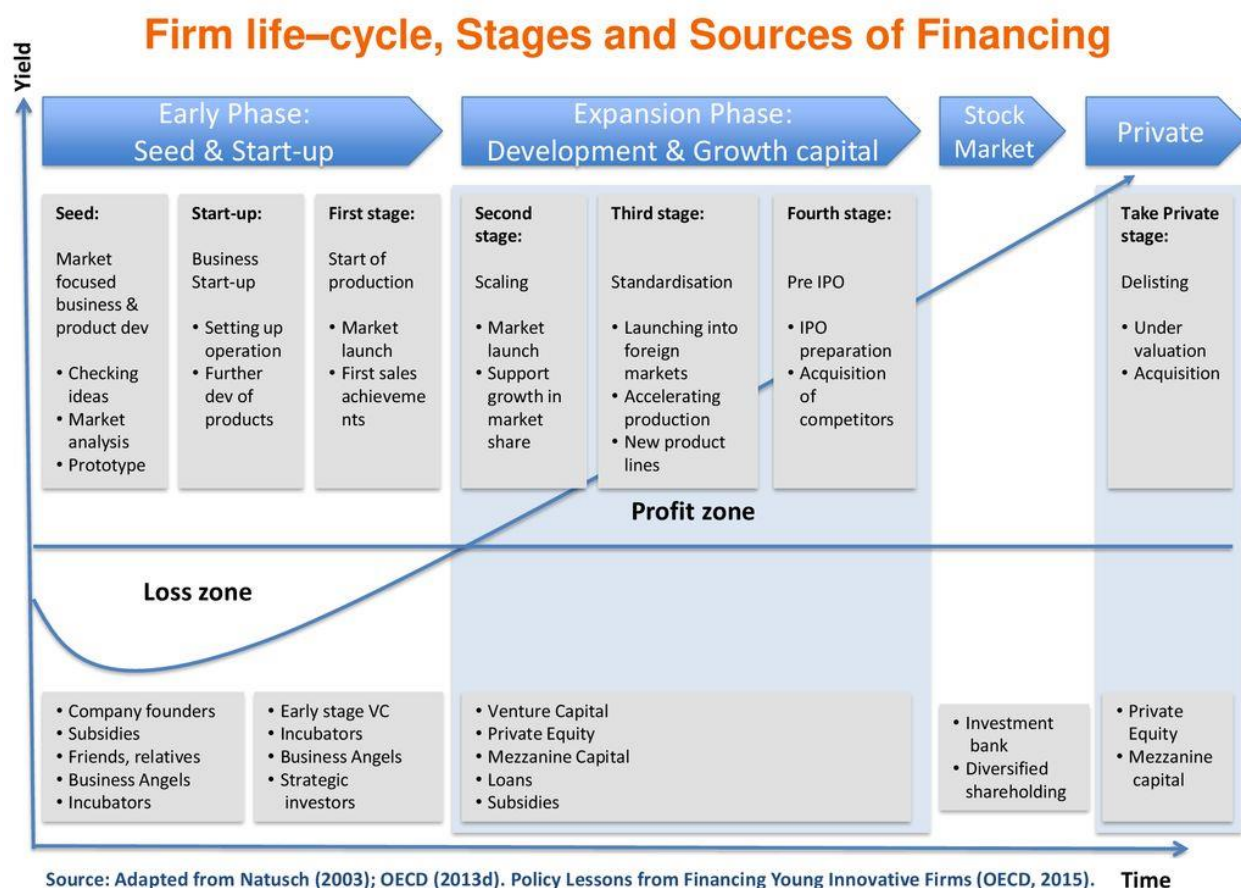 Firm life–cycle, Stages and Sources of Financing
Yield
Early Phase:
Seed & Start-up
Expansion Phase:
Development & Growth capital
Stock
Market
Private
Seed:
Market
focused
business &
product dev
• Checking
ideas
• Market
analysis
• Prototype
Start-up:
Business
Start-up
• Setting up
operation
• Further
dev of
products
First stage:
Start of
production
• Market
launch
• First sales
achieveme
nts
Second
stage:
Scaling
• Market
launch
• Support
growth in
market
share
Third stage:
Standardisation
• Launching into
foreign
markets
• Accelerating
production
• New product
lines
Fourth stage:
Pre IPO
• IPO
preparation
• Acquisition
of
competitors
Take Private
stage:
Delisting
• Under
valuation
• Acquisition
Profit zone
Loss zone
• Company founders
• Subsidies
• Friends, relatives
• Business Angels
• Incubators
• Early stage VC
• Incubators
• Business Angels
• Strategic
investors
• Venture Capital
• Private Equity
• Mezzanine Capital
• Loans
• Subsidies
• Investment
bank
• Diversified
shareholding
• Private
Equity
• Mezzanine
capital
Source: Adapted from Natusch (2003); OECD (2013d). Policy Lessons from Financing Young Innovative Firms (OECD, 2015).
Time